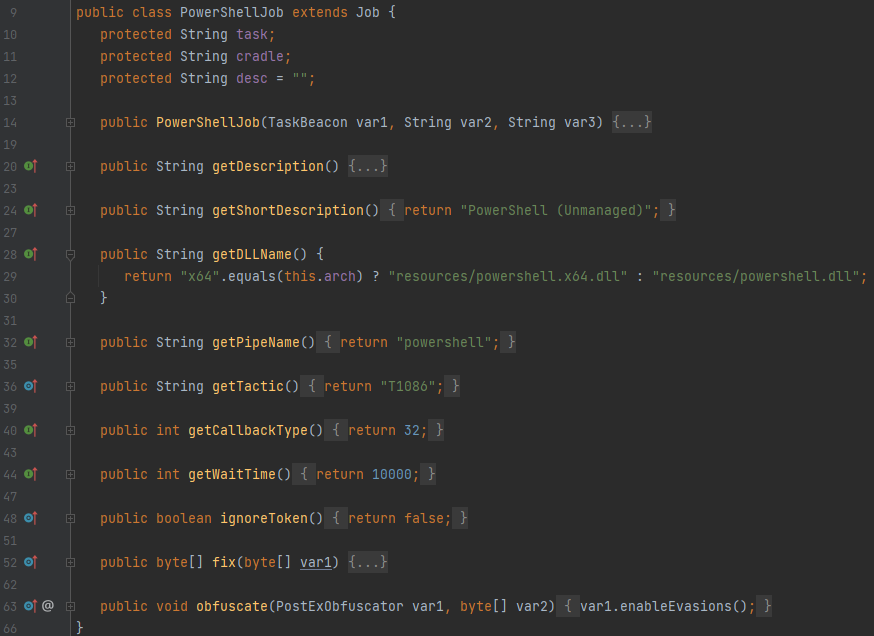 9 public class PowerShellJob extends Job {
10 protected String task;
11 protected String cradle;
12 protected String desc = "";
13
14 public PowerShellJob(TaskBeacon var1, String var2, String var3) {...}
19
20 public String getDescription() {...}
23
24 public String getShortDescription() { return "PowerShell (Unmanaged)"; }
27
28 public String getDLLName() {
29 return "x64".equals(this.arch) ? "resources/powershell.x64.dll" : "resources/powershell.dll";
30 }
31
32 public String getPipeName() { return "powershell"; }
35
36 public String getTactic() { return "T1086"; }
39
40 public int getCallbackType() { return 32; }
43
44 public int getWaitTime() { return 10000; }
47
48 public boolean ignoreToken() { return false; }
51
52 public byte[] fix(byte[] var1) {...}
62
63 @ public void obfuscate(PostExObfuscator var1, byte[] var2) { var1.enableEvasions(); }
66 }